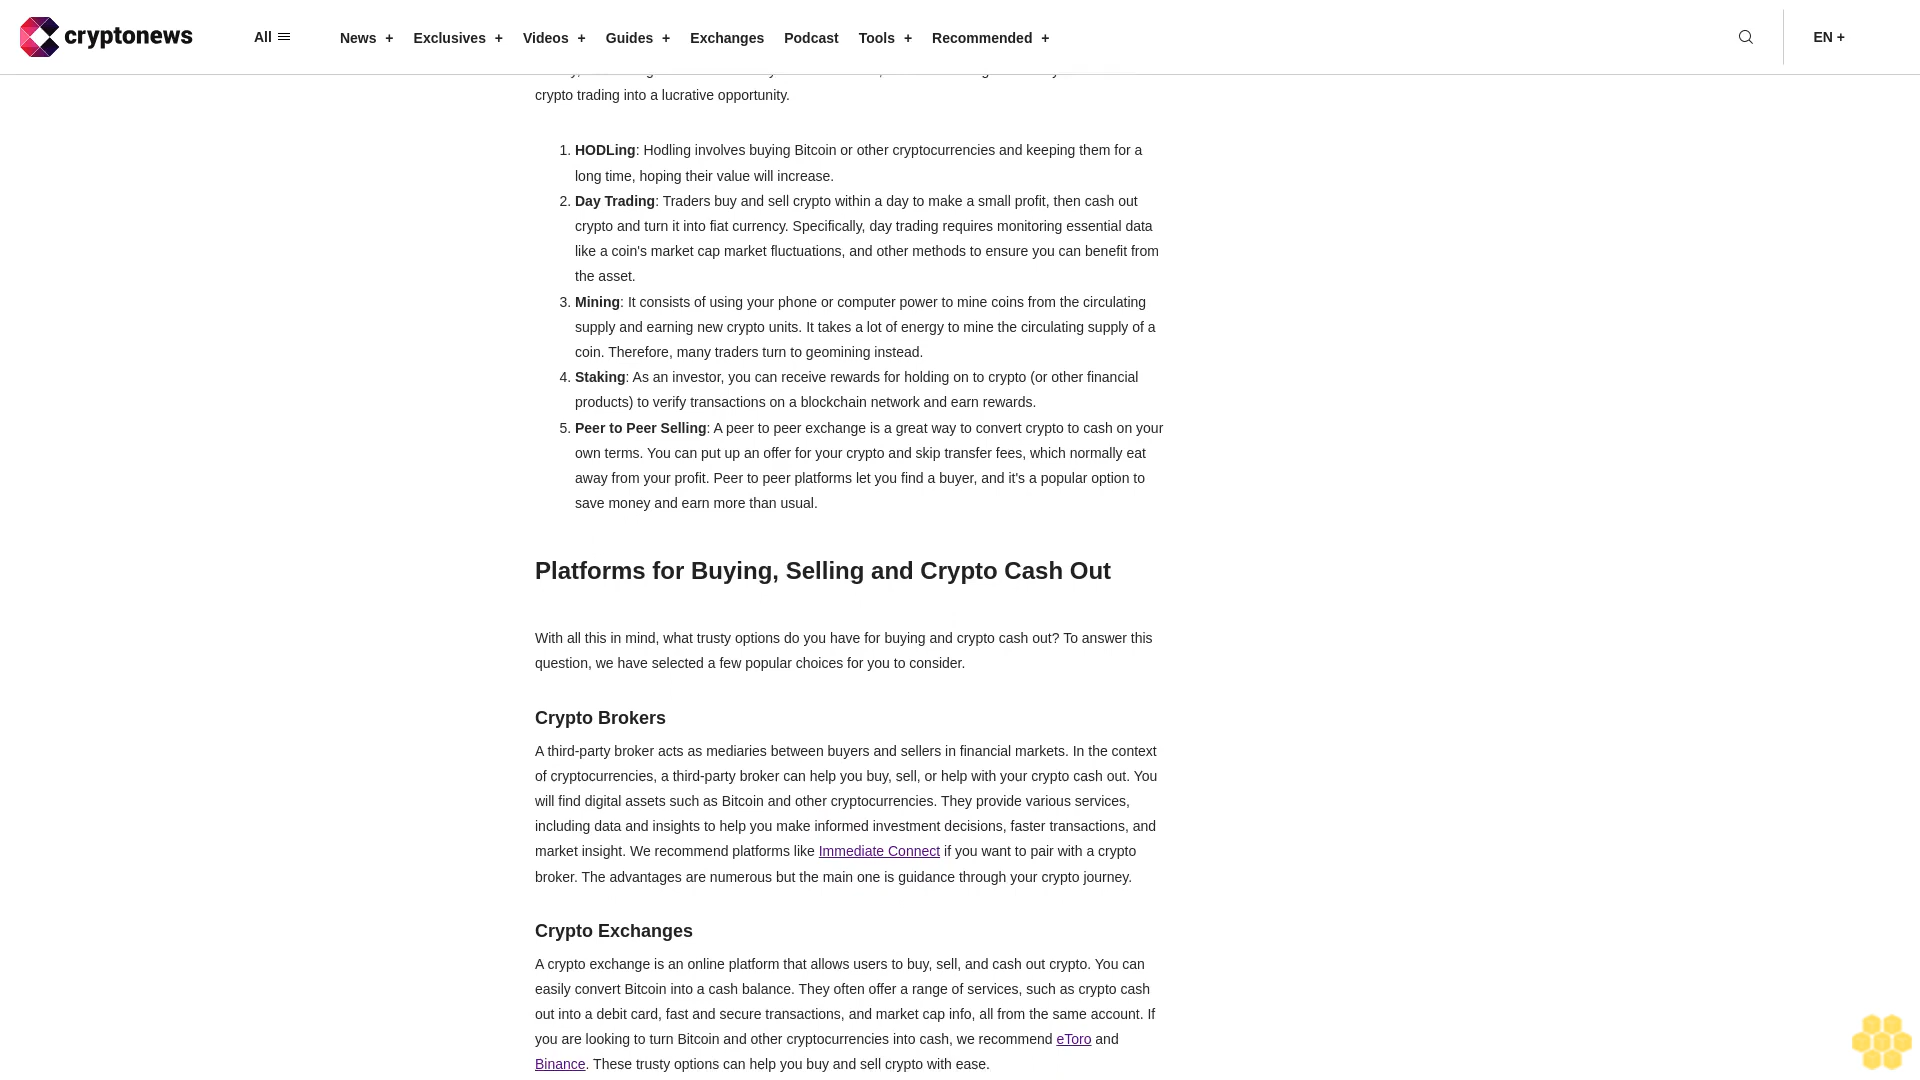 cryptonews
All
News +
Exclusives +
Videos +
Guides +
Exchanges
Podcast
Tools +
Recommended +
EN +
crypto trading into a lucrative opportunity.
1. HODLing: Hodling involves buying Bitcoin or other cryptocurrencies and keeping them for a
long time, hoping their value will increase.
2. Day Trading: Traders buy and sell crypto within a day to make a small profit, then cash out
crypto and turn it into fiat currency. Specifically, day trading requires monitoring essential data
like a coin's market cap market fluctuations, and other methods to ensure you can benefit from
the asset.
3. Mining: It consists of using your phone or computer power to mine coins from the circulating
supply and earning new crypto units. It takes a lot of energy to mine the circulating supply of a
coin. Therefore, many traders turn to geomining instead.
4. Staking: As an investor, you can receive rewards for holding on to crypto (or other financial
products) to verify transactions on a blockchain network and earn rewards.
5. Peer to Peer Selling: A peer to peer exchange is a great way to convert crypto to cash on your
own terms. You can put up an offer for your crypto and skip transfer fees, which normally eat
away from your profit. Peer to peer platforms let you find a buyer, and it's a popular option to
save money and earn more than usual.
Platforms for Buying, Selling and Crypto Cash Out
With all this in mind, what trusty options do you have for buying and crypto cash out? To answer this
question, we have selected a few popular choices for you to consider.
Crypto Brokers
A third-party broker acts as mediaries between buyers and sellers in financial markets. In the context
of cryptocurrencies, a third-party broker can help you buy, sell, or help with your crypto cash out. You
will find digital assets such as Bitcoin and other cryptocurrencies. They provide various services,
including data and insights to help you make informed investment decisions, faster transactions, and
market insight. We recommend platforms like Immediate Connect if you want to pair with a crypto
broker. The advantages are numerous but the main one is guidance through your crypto journey.
Crypto Exchanges
A crypto exchange is an online platform that allows users to buy, sell, and cash out crypto. You can
easily convert Bitcoin into a cash balance. They often offer a range of services, such as crypto cash
out into a debit card, fast and secure transactions, and market cap info, all from the same account. If
you are looking to turn Bitcoin and other cryptocurrencies into cash, we recommend eToro and
Binance. These trusty options can help you buy and sell crypto with ease.